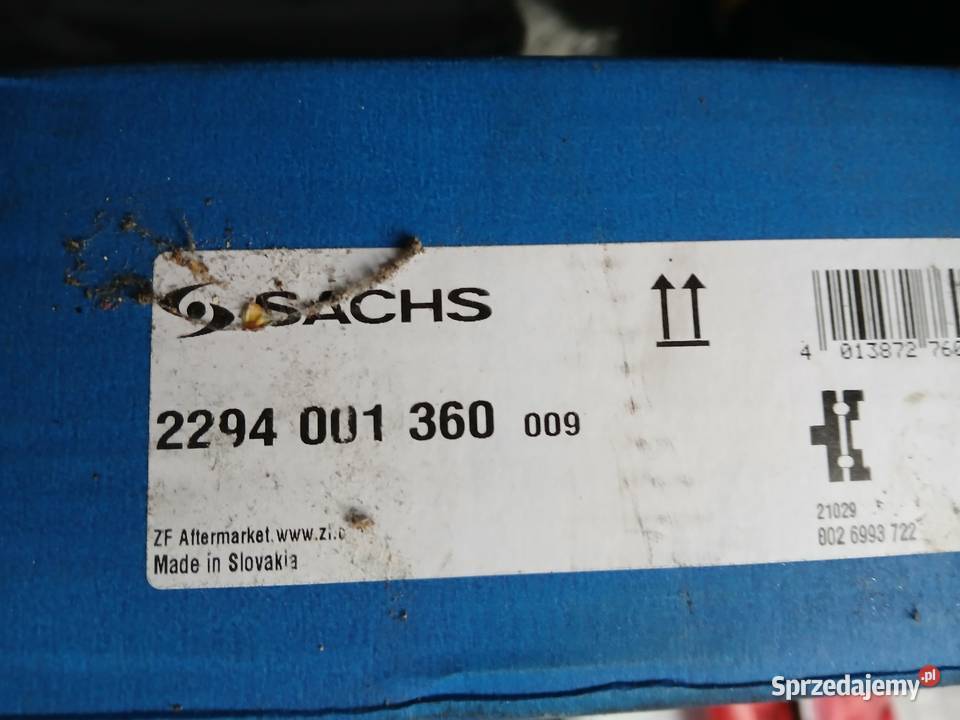 SACHS
4 013872 760
2294 001 360 009
21029
802 6993 722
ZF Aftermarket.www.zf.c
Made in Slovakia
Sprzedajemy.pl